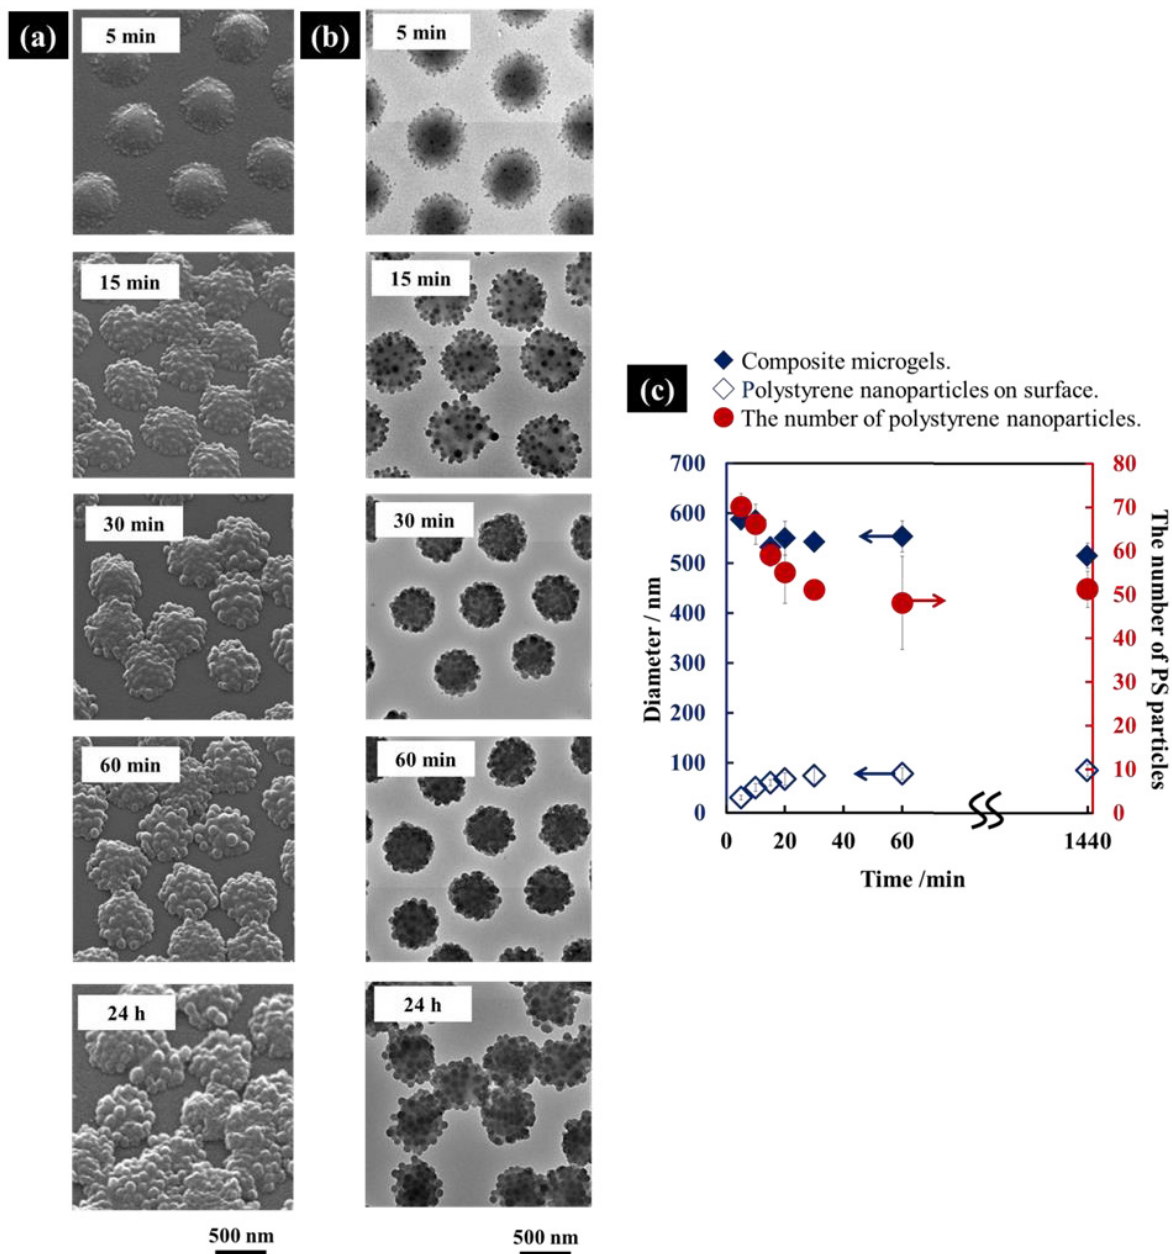 (a)
5 min
15 min
30 min
60 min
24 h
500 nm
(b)
5 min
15 min
30 min
60 min
24 h
500 nm
(c)
Composite microgels.
Polystyrene nanoparticles on surface.
The number of polystyrene nanoparticles.
Diameter / nm
700
600
500
400
300
200
100
0
80
70
60
50
40
30
20
10
0
The number of PS particles
0
20
40
60
1440
Time /min